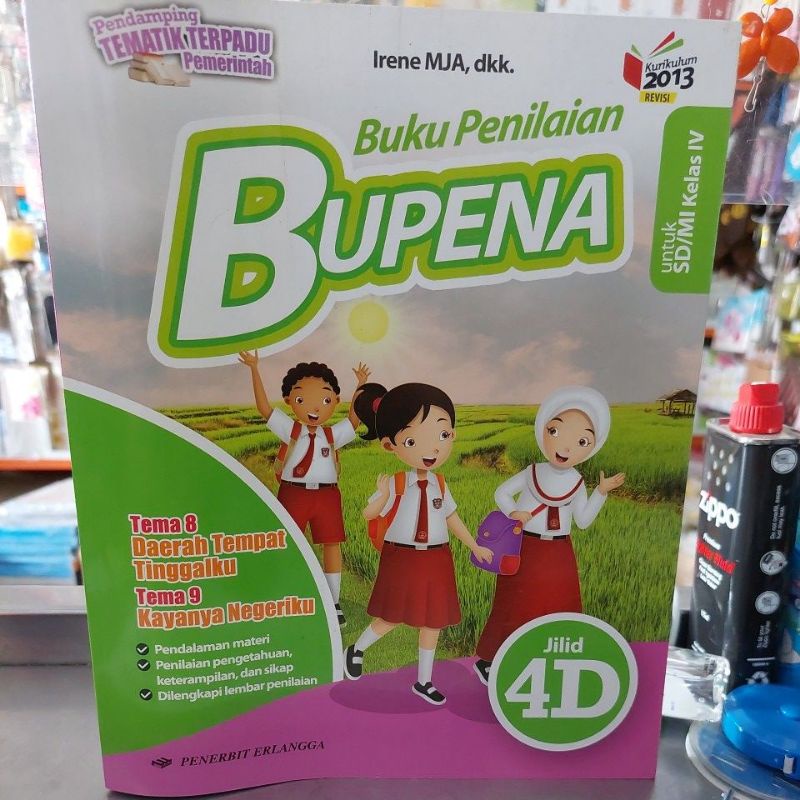 Pendamping
TEMATIK TERPADU
Pemerintah
Irene MJA, dkk.
Kurikulum
2013
REVISI
Buku Penilaian
BUPENA
untuk
SD/MI Kelas IV
Tema 8
Daerah Tempat
Tinggalku
Tema 9
Kayanya Negeriku
Pendalaman materi
Penilaian pengetahuan,
keterampilan, dan sikap
Dilengkapi lembar penilaian
Jilid
4D
PENERBIT ERLANGGA
Zippo